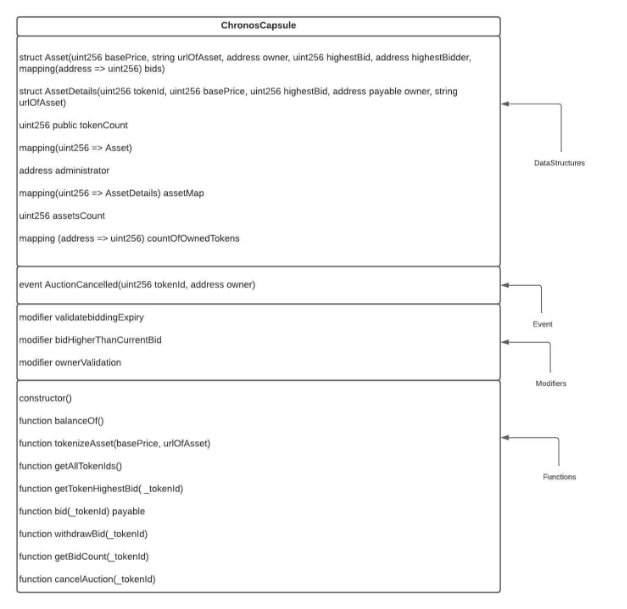 ChronosCapsule
struct Asset(uint256 basePrice, string urlOfAsset, address owner, uint256 highestBid, address highestBidder,
mapping(address => uint256) bids)
struct AssetDetails(uint256 tokenId, uint256 basePrice, uint256 highestBid, address payable owner, string
urlOfAsset)
uint256 public tokenCount
mapping(uint256 => Asset)
address administrator
mapping(uint256 => AssetDetails) assetMap
uint256 assetsCount
mapping (address => uint256) countOfOwnedTokens
DataStructures
event AuctionCancelled(uint256 tokenId, address owner)
Event
modifier validatebiddingExpiry
modifier bidHigherThanCurrentBid
modifier ownerValidation
Modifiers
constructor()
function balanceOf()
function tokenizeAsset(basePrice, urlOfAsset)
function getAllTokenIds()
function getTokenHighestBid( _tokenId)
function bid(_tokenId) payable
function withdrawBid(_tokenId)
function getBidCount(_tokenId)
function cancelAuction(_tokenId)
Functions